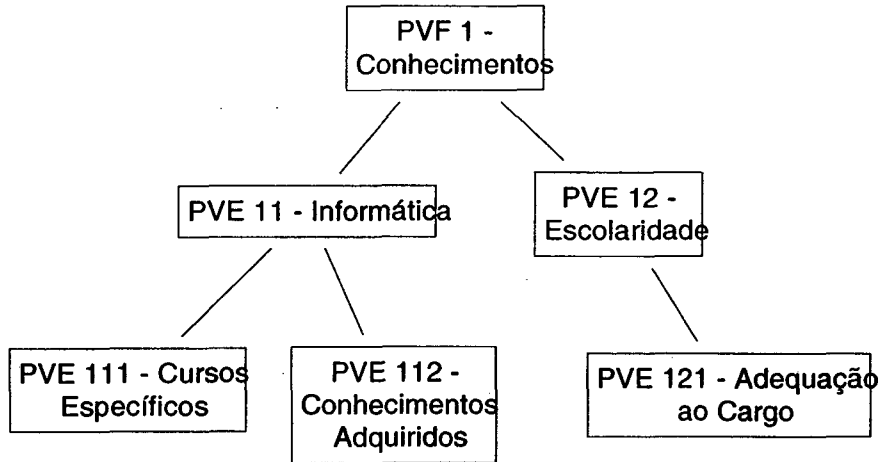 PVF 1 -
Conhecimentos
PVE 11 - Informática
PVE 12 -
Escolaridade
PVE 111 - Cursos
Específicos
PVE 112 -
Conhecimentos
Adquiridos
PVE 121 - Adequação
ao Cargo